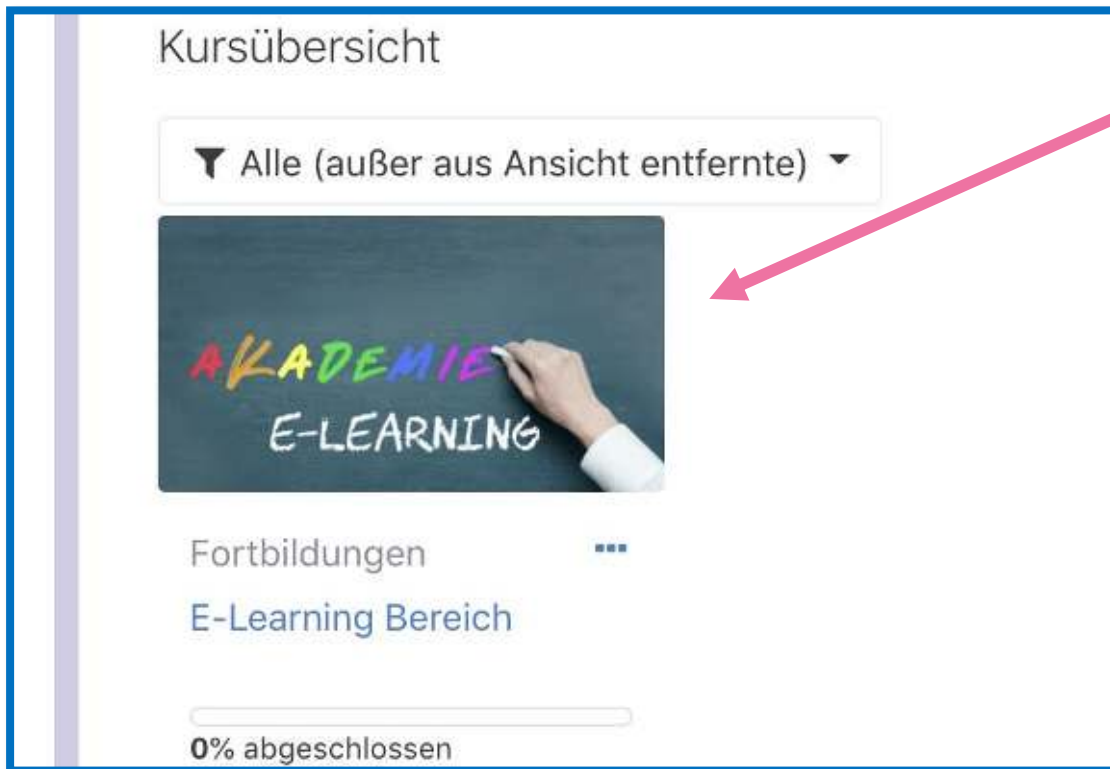 Kursübersicht
Alle (außer aus Ansicht entfernte)
AKADEMIE
E-LEARNING
Fortbildungen
E-Learning Bereich
0% abgeschlossen